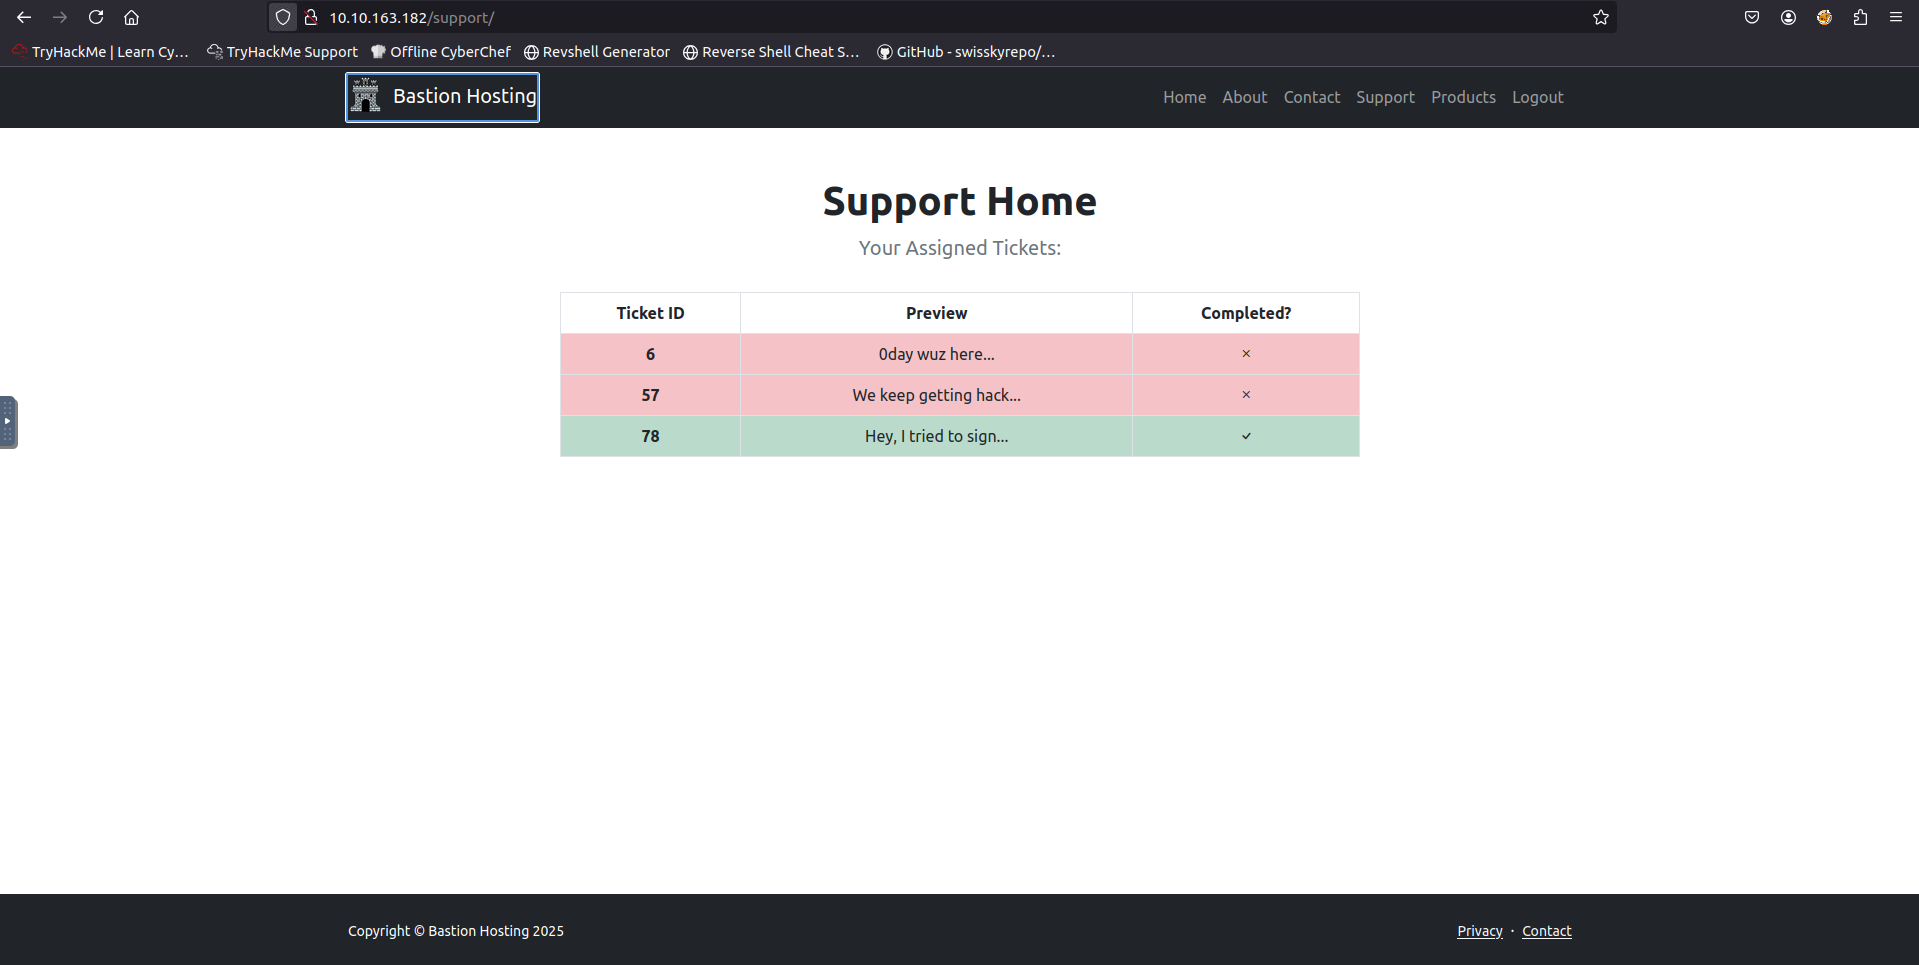 10.10.163.182/support/
TryHackMe | Learn Cy... TryHackMe Support Offline CyberChef Revshell Generator Reverse Shell Cheat S... GitHub - swisskyrepo/...
Bastion Hosting Home About Contact Support Products Logout
Support Home
Your Assigned Tickets:
Ticket ID Preview Completed?
6 0day wuz here...
57 We keep getting hack...
78 Hey, I tried to sign...
Copyright © Bastion Hosting 2025 Privacy · Contact